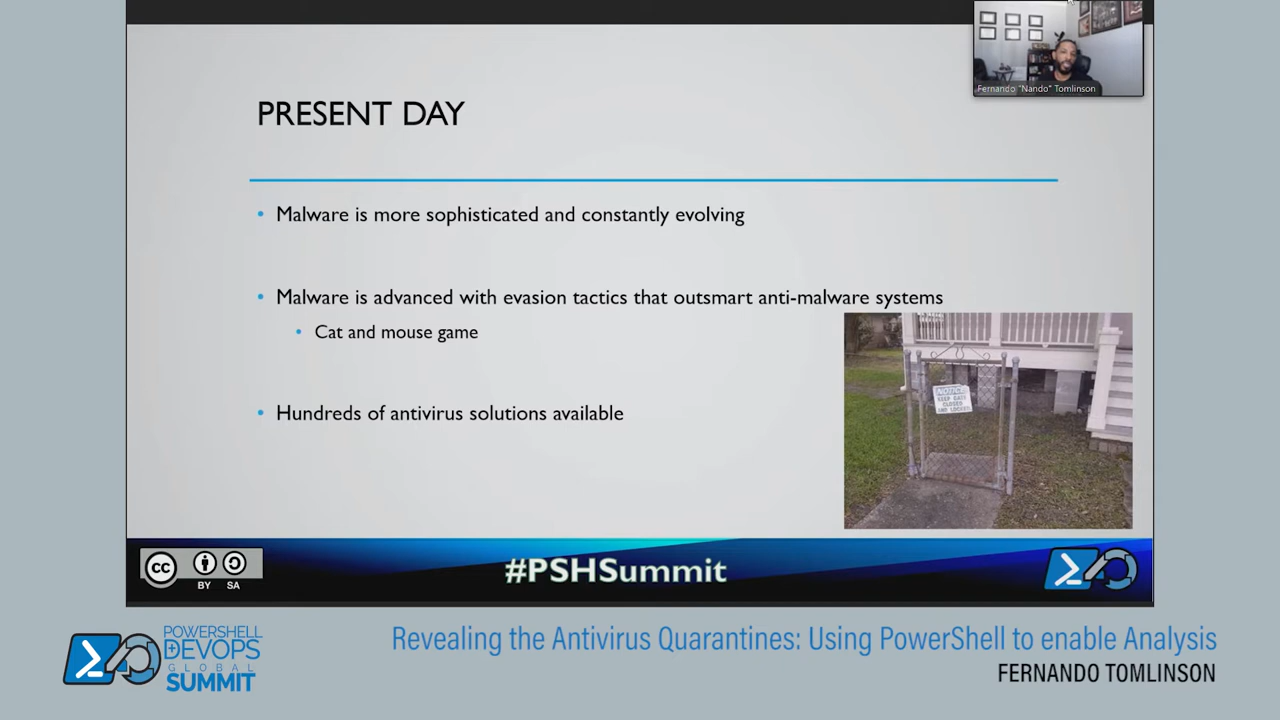 Fernando "Nando" Tomlinson
PRESENT DAY
• Malware is more sophisticated and constantly evolving
• Malware is advanced with evasion tactics that outsmart anti-malware systems
• Cat and mouse game
• Hundreds of antivirus solutions available
KEEP GATE
CLOSED
AND LOCKED
cc
BY SA
#PSHSummit
POWERSHELL
DEVOPS
GLOBAL
SUMMIT
Revealing the Antivirus Quarantines: Using PowerShell to enable Analysis
FERNANDO TOMLINSON